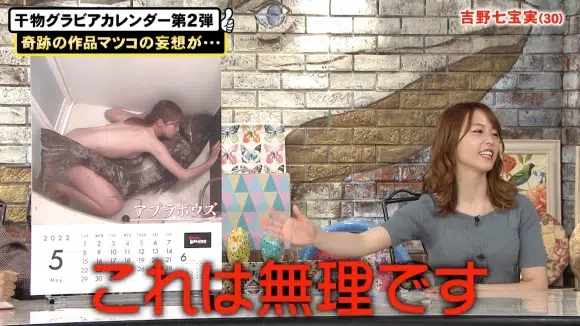 干物グラビアカレンダー第2弾
奇跡の作品マツコの妄想が･･･
吉野七宝実(30)
アブラボウズ
2022
5
6
これは無理です